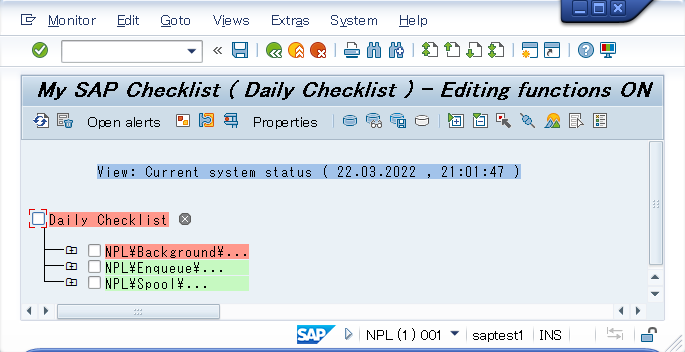 Monitor Edit Goto Views Extras System Help
«
My SAP Checklist ( Daily Checklist ) - Editing functions ON
Open alerts Properties
View: Current system status ( 22.03.2022 , 21:01:47 )
Daily Checklist
NPL¥Background¥...
NPL¥Enqueue¥...
NPL¥Spool¥...
SAP NPL (1) 001 saptest1 INS